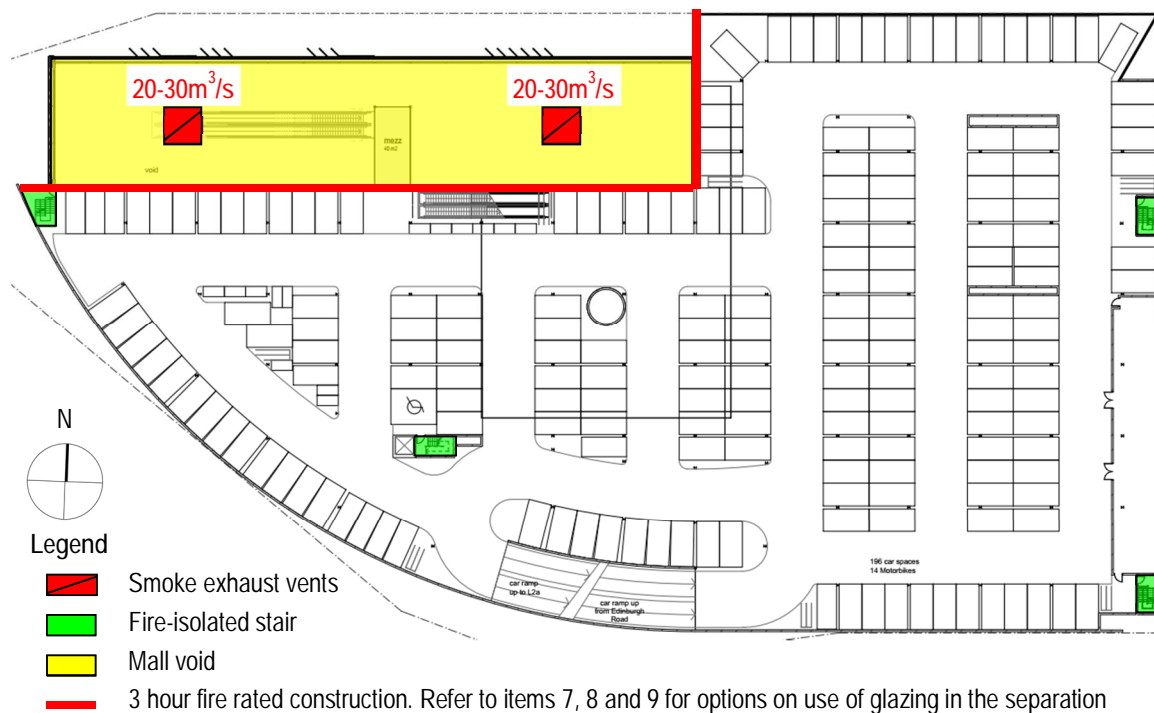 20-30m³/s
20-30m³/s
mezz
40 m2
void
N
Legend
Smoke exhaust vents
Fire-isolated stair
Mall void
3 hour fire rated construction. Refer to items 7, 8 and 9 for options on use of glazing in the separation
car ramp
up to L2a
car ramp up
from Edinburgh
Road
196 car spaces
14 Motorbikes